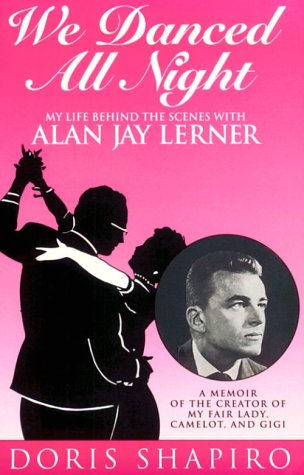 We Danced
All Night
MY LIFE BEHIND THE SCENES WITH
ALAN JAY LERNER
A MEMOIR
OF THE CREATOR OF
MY FAIR LADY,
CAMELOT, AND GIGI
DORIS SHAPIRO